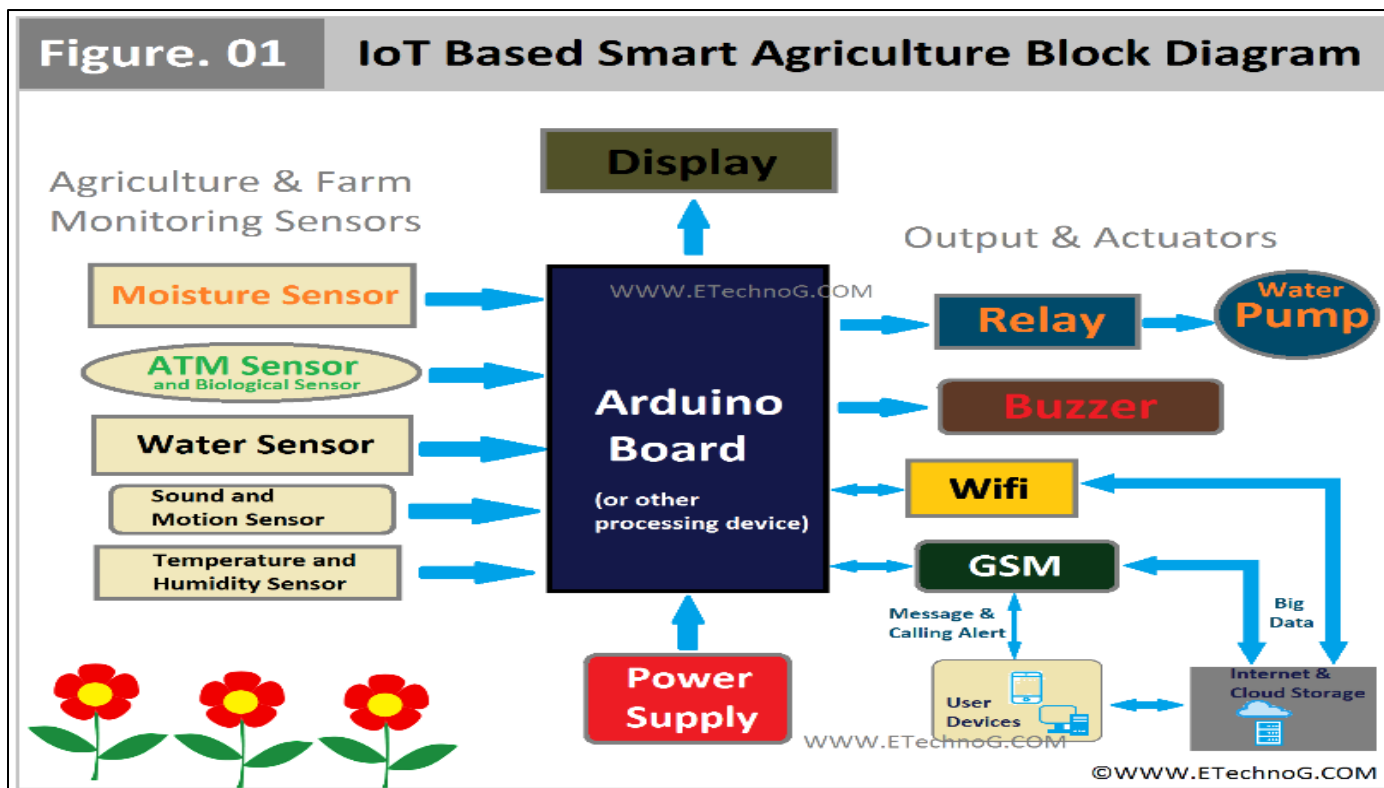 Figure. 01
IoT Based Smart Agriculture Block Diagram
Display
Agriculture & Farm
Monitoring Sensors
Output & Actuators
Moisture Sensor
WWW.ETechnoG.COM
Relay
Water
Pump
ATM Sensor
and Biological Sensor
Arduino
Board
(or other
processing device)
Buzzer
Water Sensor
Wifi
Sound and
Motion Sensor
Temperature and
Humidity Sensor
GSM
Message &
Calling Alert
Big
Data
Power
Supply
User
Devices
Internet &
Cloud Storage
WWW.ETechnoG.COM
©WWW.ETechnoG.COM